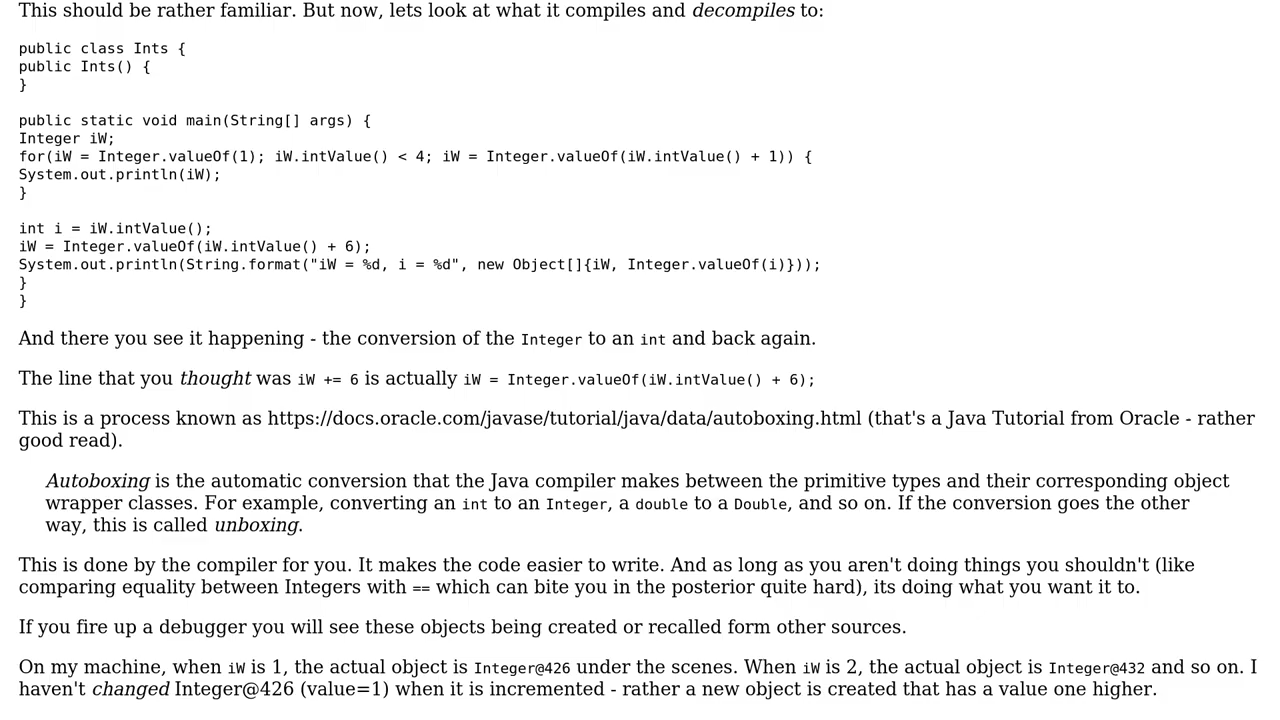 This should be rather familiar. But now, lets look at what it compiles and decompiles to:
public class Ints {
public Ints() {
}
public static void main(String[] args) {
Integer iW;
for(iW = Integer.valueOf(1); iW.intValue() < 4; iW = Integer.valueOf(iW.intValue() + 1)) {
System.out.println(iW);
}
int i = iW.intValue();
iW = Integer.valueOf(iW.intValue() + 6);
System.out.println(String.format("iW = %d, i = %d", new Object[]{iW, Integer.valueOf(i)}));
}
}
And there you see it happening - the conversion of the Integer to an int and back again.
The line that you thought was iW += 6 is actually iW = Integer.valueOf(iW.intValue() + 6);
This is a process known as https://docs.oracle.com/javase/tutorial/java/data/autoboxing.html (that's a Java Tutorial from Oracle - rather
good read).
Autoboxing is the automatic conversion that the Java compiler makes between the primitive types and their corresponding object
wrapper classes. For example, converting an int to an Integer, a double to a Double, and so on. If the conversion goes the other
way, this is called unboxing.
This is done by the compiler for you. It makes the code easier to write. And as long as you aren't doing things you shouldn't (like
comparing equality between Integers with == which can bite you in the posterior quite hard), its doing what you want it to.
If you fire up a debugger you will see these objects being created or recalled form other sources.
On my machine, when iW is 1, the actual object is Integer@426 under the scenes. When iW is 2, the actual object is Integer@432 and so on. I
haven't changed Integer@426 (value=1) when it is incremented - rather a new object is created that has a value one higher.